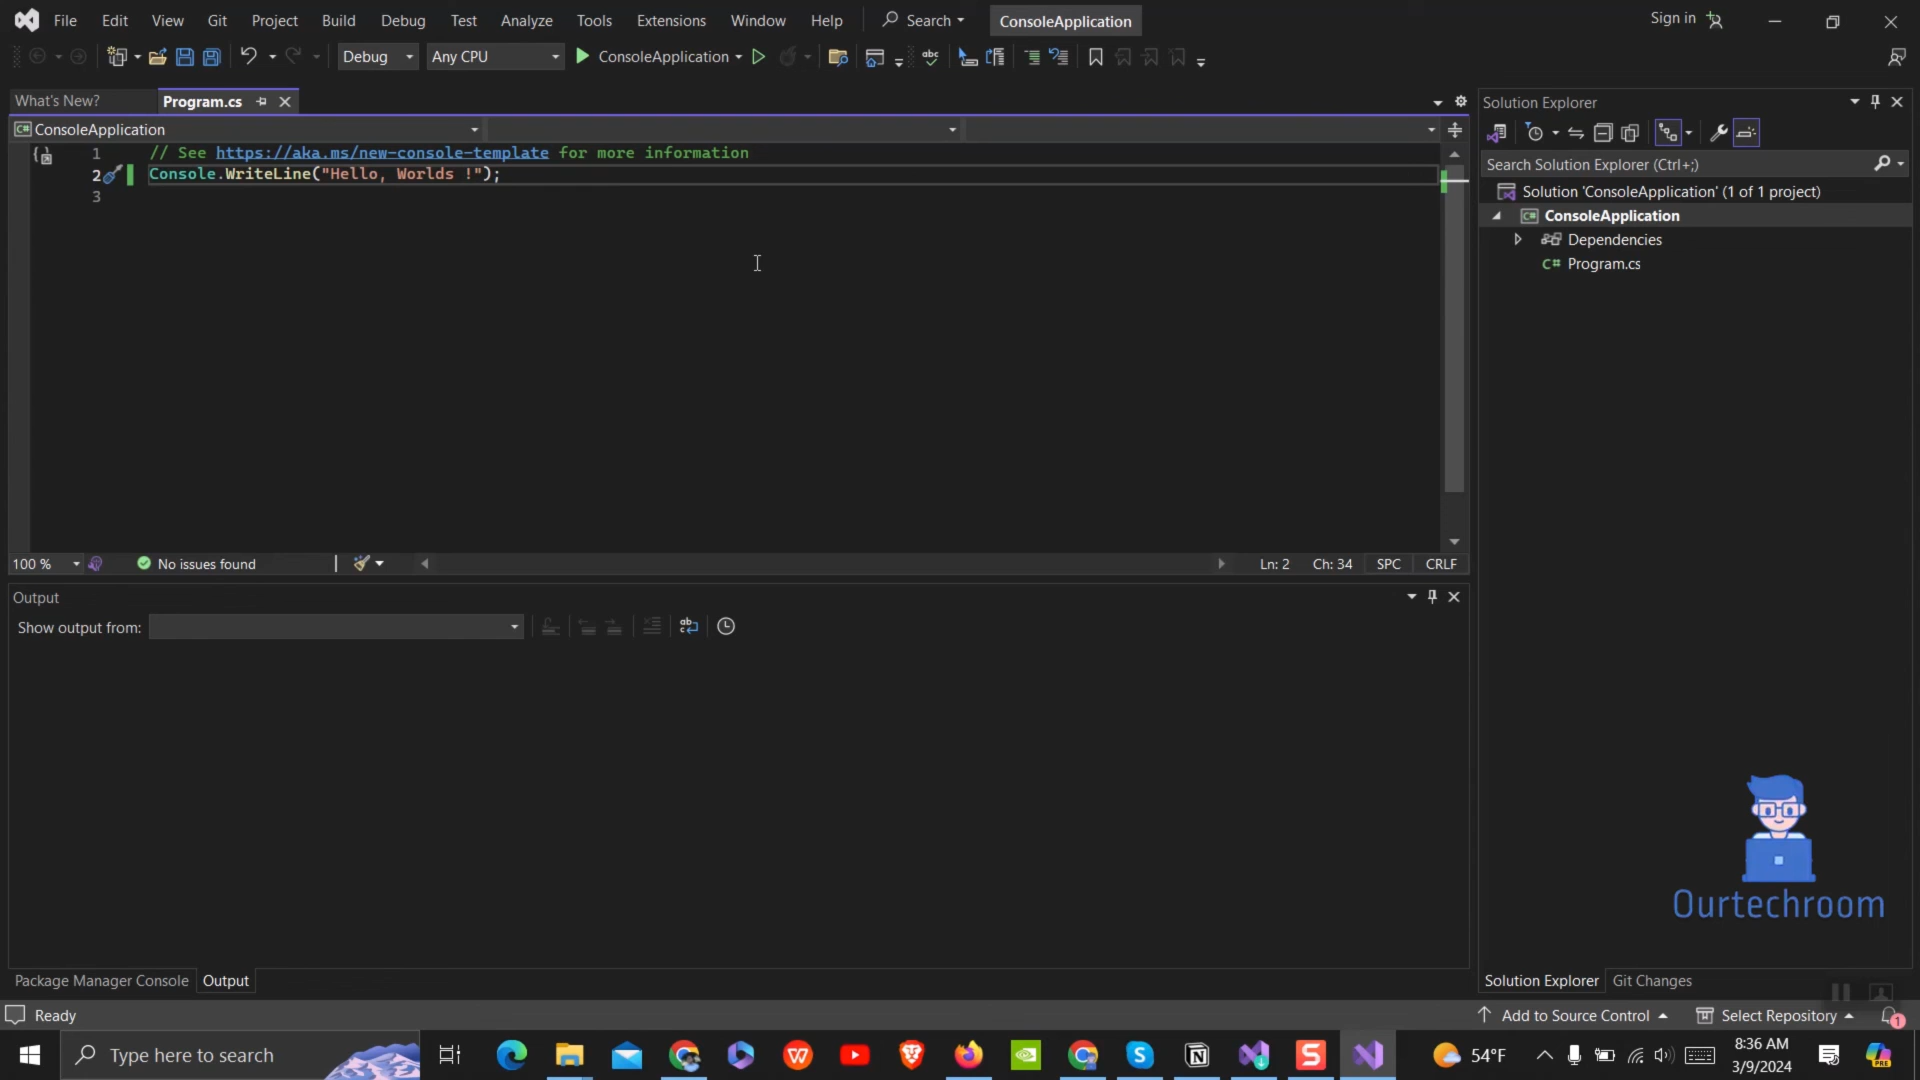 File Edit View Git Project Build Debug Test Analyze Tools Extensions Window Help Search ConsoleApplication Sign in
Debug Any CPU ConsoleApplication
What's New? Program.cs
ConsoleApplication
1 // See https://aka.ms/new-console-template for more information
2 Console.WriteLine("Hello, Worlds !");
3
100 % No issues found Ln: 2 Ch: 34 SPC CRLF
Output
Show output from:
Package Manager Console Output
Solution Explorer
Search Solution Explorer (Ctrl+;)
Solution 'ConsoleApplication' (1 of 1 project)
ConsoleApplication
Dependencies
C# Program.cs
Ourtechroom
Solution Explorer Git Changes
Ready Add to Source Control Select Repository 1
Type here to search 54°F 8:36 AM
3/9/2024